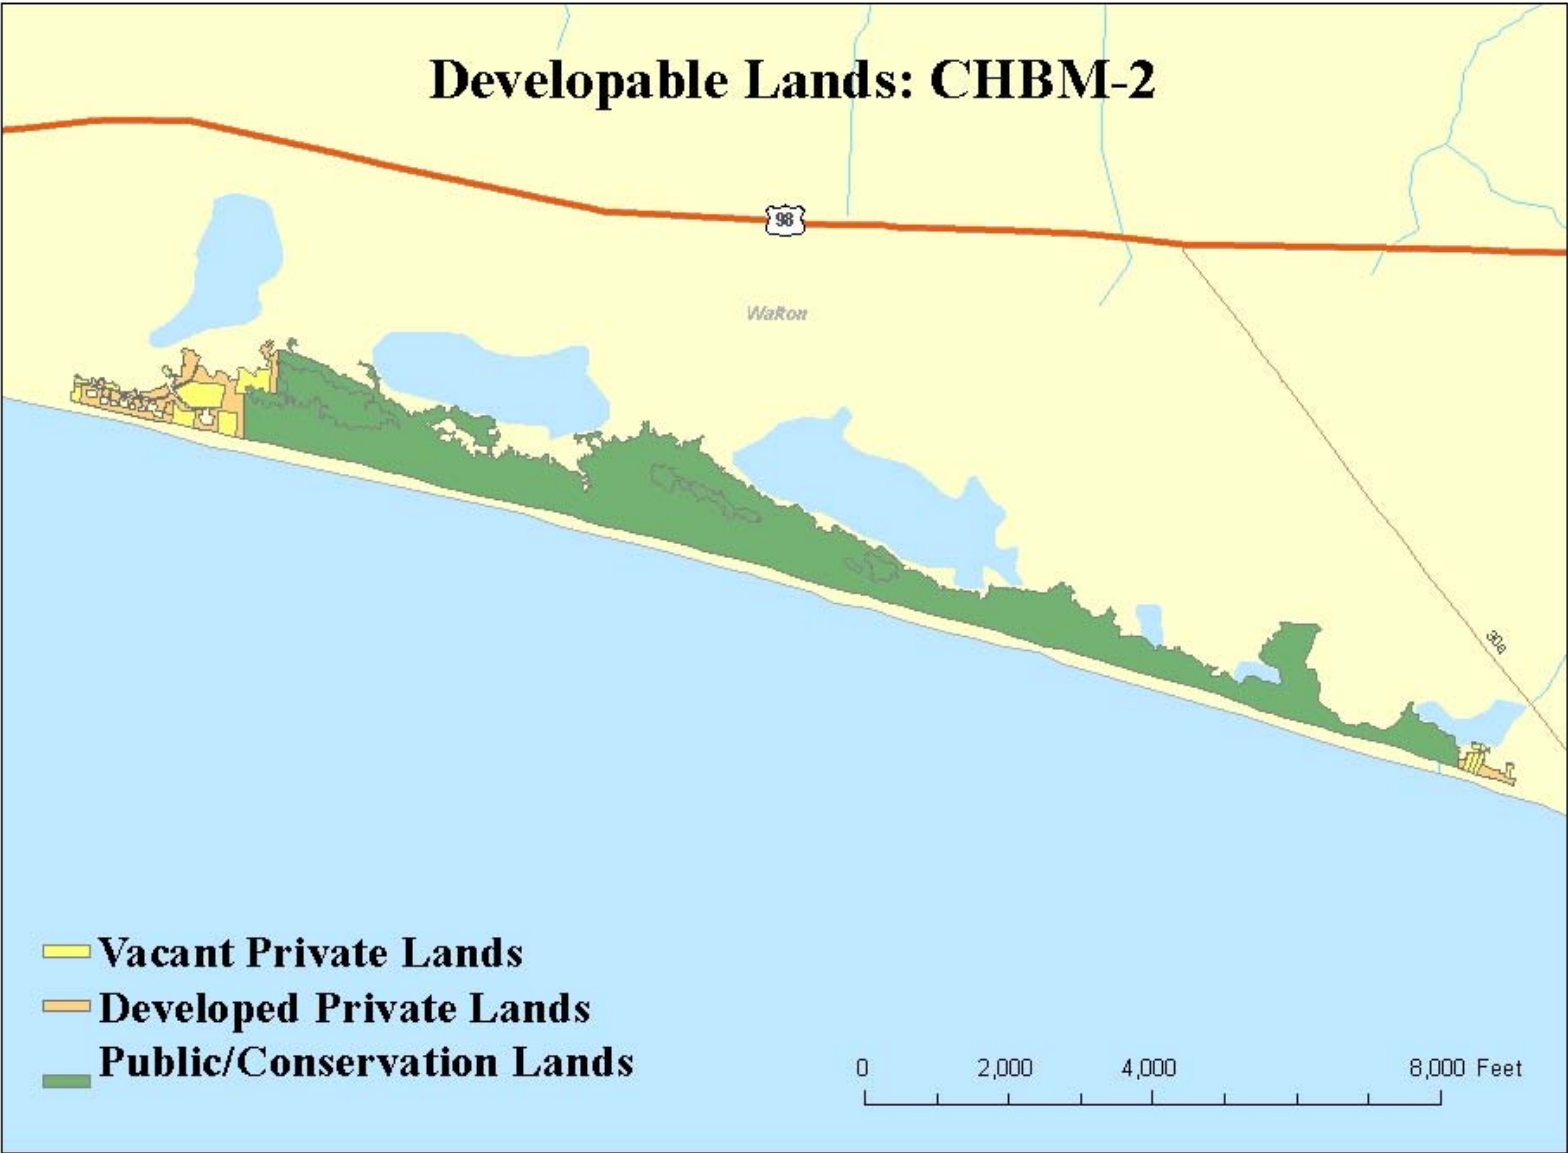 Developable Lands: CHBM-2
98
Walton
30a
Vacant Private Lands
Developed Private Lands
Public/Conservation Lands
0 2,000 4,000 8,000 Feet